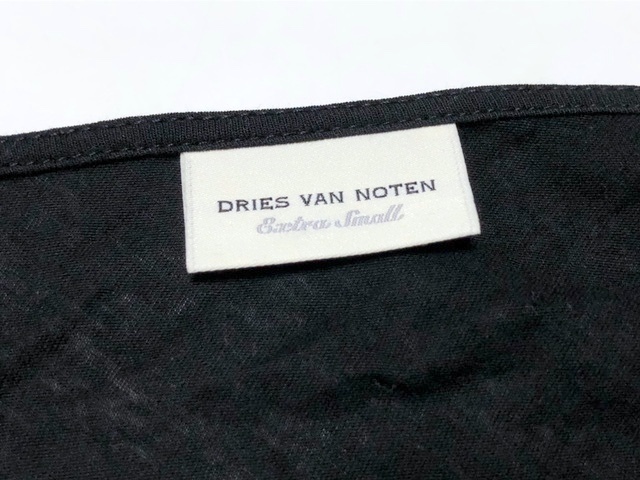 DRIES VAN NOTEN
Extra Small